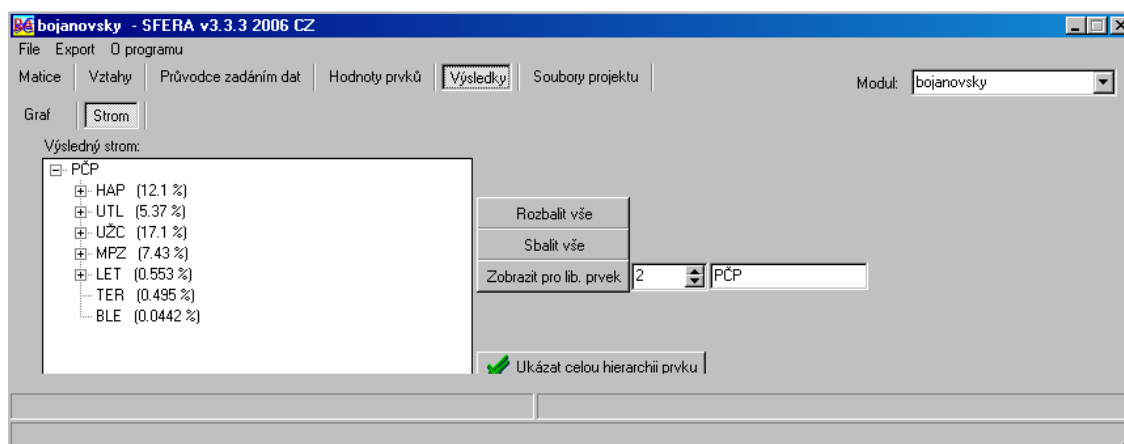 bojanovsky - SFERA v3.3.3 2006 CZ
File Export O programu
Matice Vztahy Průvodce zadáním dat Hodnoty prvků Výsledky Soubory projektu Modul: bojanovsky
Graf Strom
Výsledný strom:
PČP
HAP (12.1 %)
UTL (5.37 %)
UŽC (17.1 %)
MPZ (7.43 %)
LET (0.553 %)
TER (0.495 %)
BLE (0.0442 %)
Rozbalit vše
Sbalit vše
Zobrazit pro lib. prvek 2 PČP
Ukázat celou hierarchii prvku